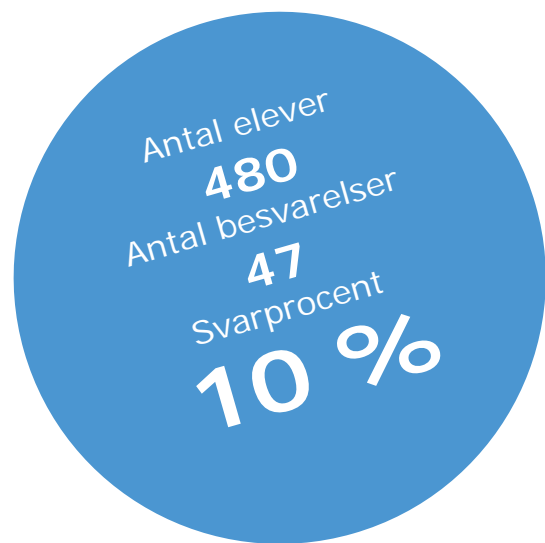 Antal elever
480
Antal besvarelser
47
Svarprocent
10 %